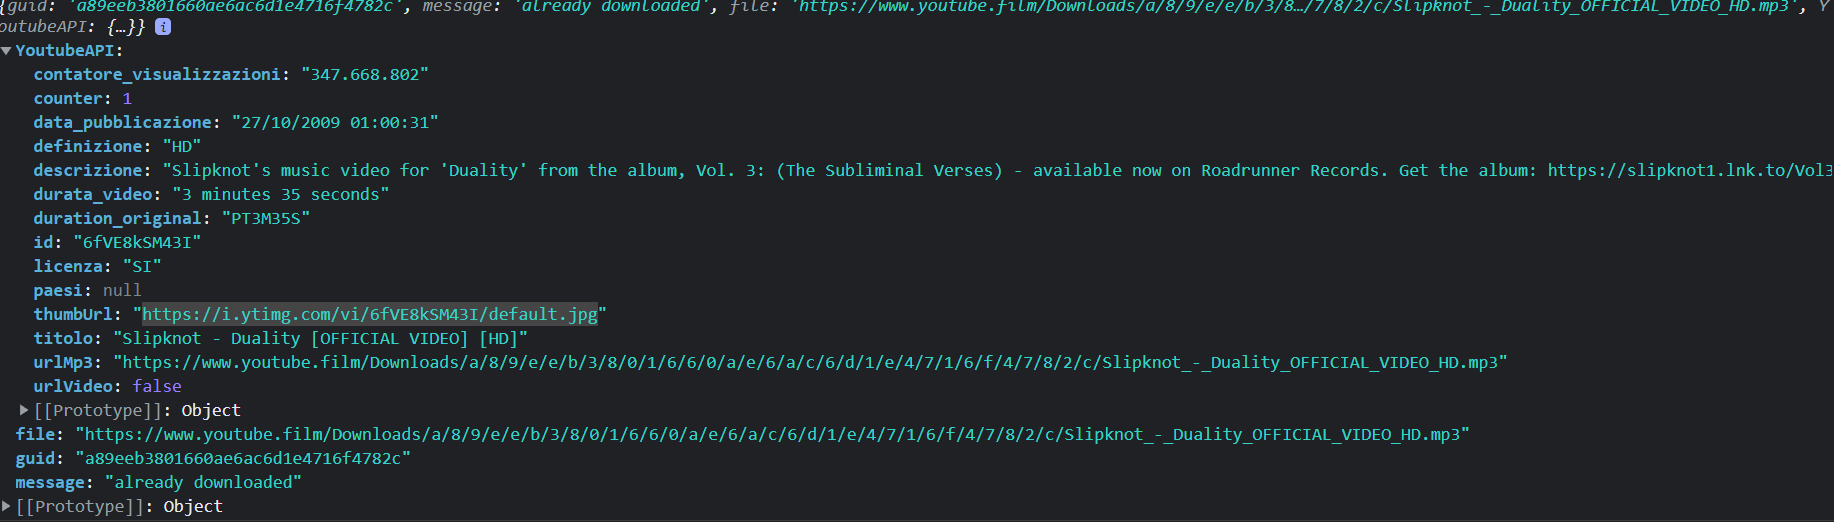 {guid: 'a89eeb3801660ae6ac6d1e4716f4782c', message: 'already downloaded', file: 'https://www.youtube.film/Downloads/a/8/9/e/e/b/3/8…/7/8/2/c/Slipknot_-_Duality_OFFICIAL_VIDEO_HD.mp3', Y
outubeAPI: {…}} i
YoutubeAPI:
contatore_visualizzazioni: "347.668.802"
counter: 1
data_pubblicazione: "27/10/2009 01:00:31"
definizione: "HD"
descrizione: "Slipknot's music video for 'Duality' from the album, Vol. 3: (The Subliminal Verses) - available now on Roadrunner Records. Get the album: https://slipknot1.lnk.to/Vol3
durata_video: "3 minutes 35 seconds"
duration_original: "PT3M35S"
id: "6fVE8kSM43I"
licenza: "SI"
paesi: null
thumbUrl: "https://i.ytimg.com/vi/6fVE8kSM43I/default.jpg"
titolo: "Slipknot - Duality [OFFICIAL VIDEO] [HD]"
urlMp3: "https://www.youtube.film/Downloads/a/8/9/e/e/b/3/8/0/1/6/6/0/a/e/6/a/c/6/d/1/e/4/7/1/6/f/4/7/8/2/c/Slipknot_-_Duality_OFFICIAL_VIDEO_HD.mp3"
urlVideo: false
[[Prototype]]: Object
file: "https://www.youtube.film/Downloads/a/8/9/e/e/b/3/8/0/1/6/6/0/a/e/6/a/c/6/d/1/e/4/7/1/6/f/4/7/8/2/c/Slipknot_-_Duality_OFFICIAL_VIDEO_HD.mp3"
guid: "a89eeb3801660ae6ac6d1e4716f4782c"
message: "already downloaded"
[[Prototype]]: Object